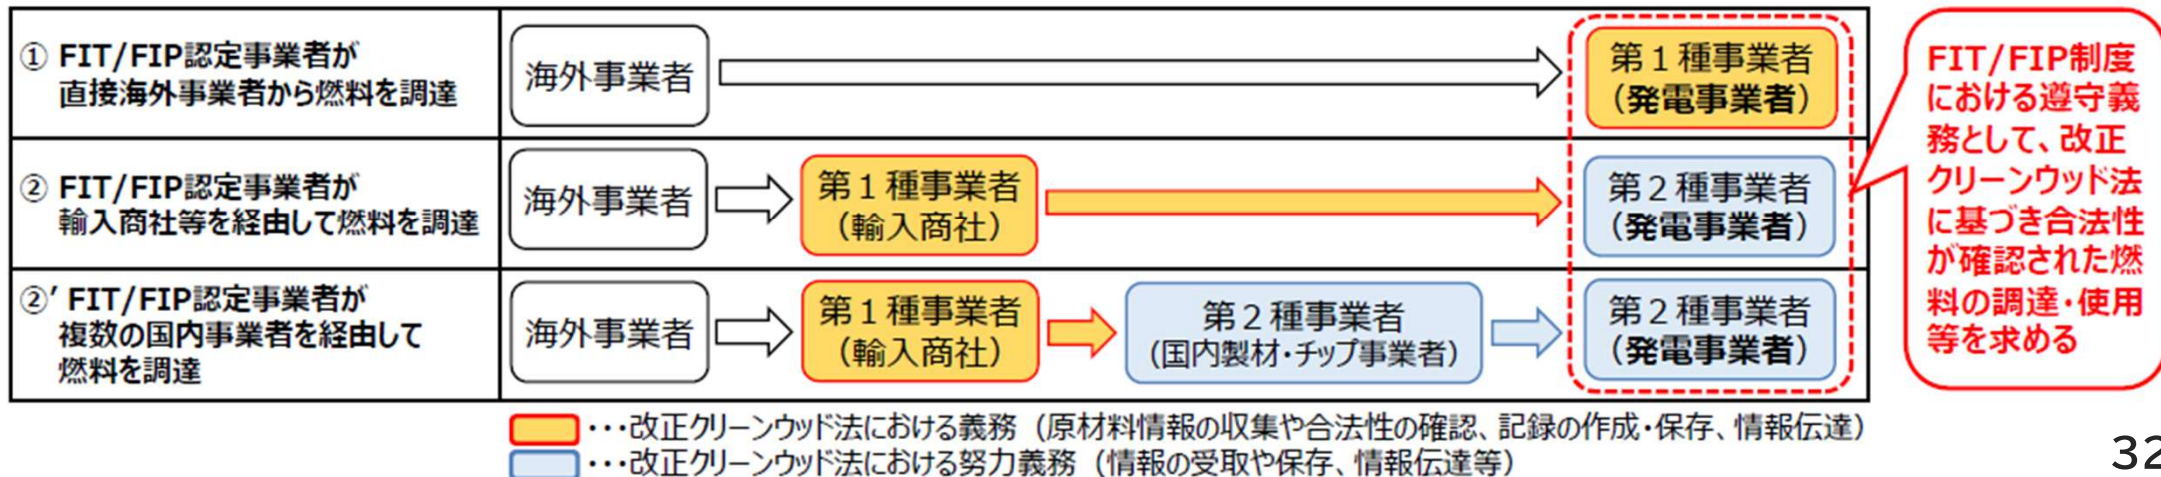 ① FIT/FIP認定事業者が
直接海外事業者から燃料を調達
海外事業者
第1種事業者
（発電事業者）
② FIT/FIP認定事業者が
輸入商社等を経由して燃料を調達
海外事業者
第1種事業者
（輸入商社）
第2種事業者
（発電事業者）
②′ FIT/FIP認定事業者が
複数の国内事業者を経由して
燃料を調達
海外事業者
第1種事業者
（輸入商社）
第2種事業者
（国内製材・チップ事業者）
第2種事業者
（発電事業者）
FIT/FIP制度
における遵守義
務として、改正
クリーンウッド法
に基づき合法性
が確認された燃
料の調達・使用
等を求める
・・・改正クリーンウッド法における義務（原材料情報の収集や合法性の確認、記録の作成・保存、情報伝達）
・・・改正クリーンウッド法における努力義務（情報の受取や保存、情報伝達等）
32